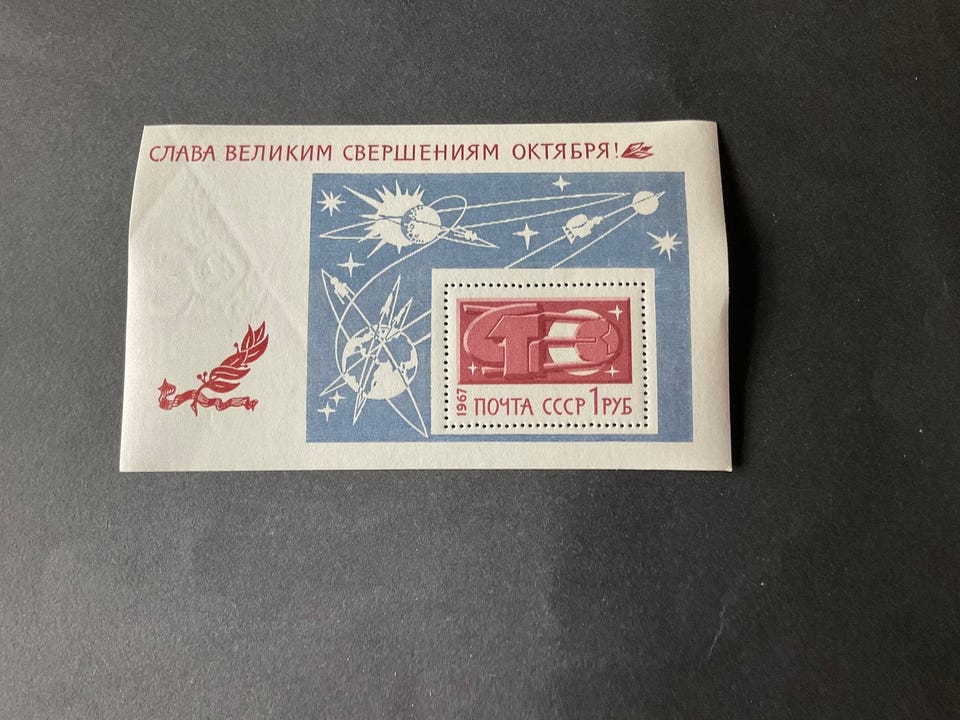 СЛАВА ВЕЛИКИМ СВЕРШЕНИЯМ ОКТЯБРЯ!
1967
ПОЧТА СССР 1 РУБ